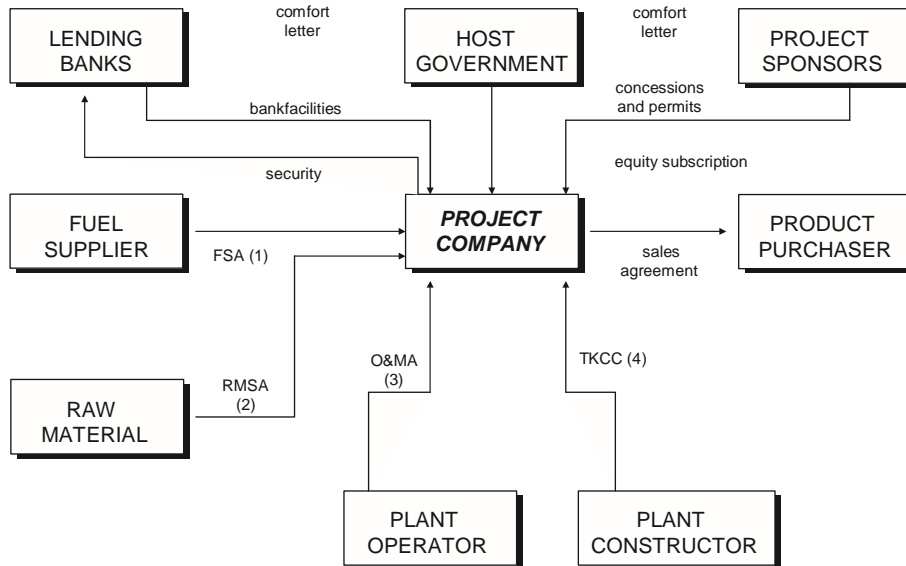 comfort
letter
comfort
letter
LENDING
BANKS
HOST
GOVERNMENT
PROJECT
SPONSORS
bankfacilities
concessions
and permits
security
equity subscription
FUEL
SUPPLIER
FSA (1)
PROJECT
COMPANY
sales
agreement
PRODUCT
PURCHASER
RAW
MATERIAL
RMSA
(2)
O&MA
(3)
TKCC (4)
PLANT
OPERATOR
PLANT
CONSTRUCTOR